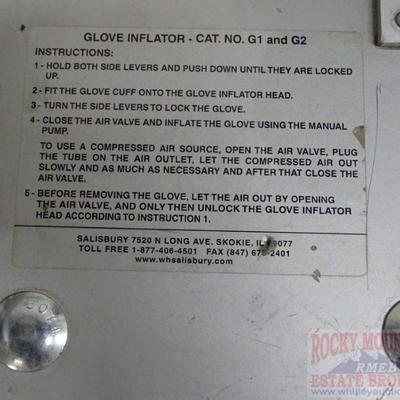 GLOVE INFLATOR - CAT. NO. G1 and G2
INSTRUCTIONS:
1 - HOLD BOTH SIDE LEVERS AND PUSH DOWN UNTIL THEY ARE LOCKED
UP.
2 - FIT THE GLOVE CUFF ONTO THE GLOVE INFLATOR HEAD.
3 - TURN THE SIDE LEVERS TO LOCK THE GLOVE.
4 - CLOSE THE AIR VALVE AND INFLATE THE GLOVE USING THE MANUAL
PUMP.
TO USE A COMPRESSED AIR SOURCE, OPEN THE AIR VALVE, PLUG
THE TUBE ON THE AIR OUTLET, LET THE COMPRESSED AIR OUT
SLOWLY AND AS MUCH AS NECESSARY AND AFTER THAT CLOSE THE
AIR VALVE.
5 - BEFORE REMOVING THE GLOVE, LET THE AIR OUT BY OPENING
THE AIR VALVE, AND ONLY THEN UNLOCK THE GLOVE INFLATOR
HEAD ACCORDING TO INSTRUCTION 1.
SALISBURY 7520 N LONG AVE. SKOKIE, IL 60077
TOLL FREE 1-877-406-4501 FAX (847) 679-2401
www.whsalisbury.com
ROCKY MOUN
RMEB
ESTATE BROK